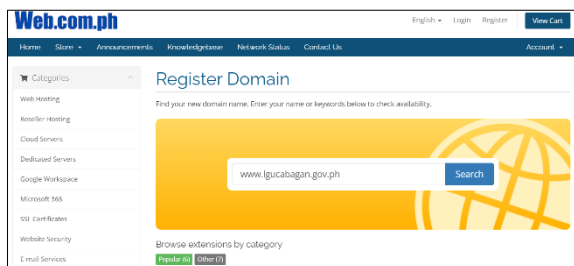 Web.com.ph
English Login Register View Cart
Home Store Announcements Knowledgebase Network Status Contact Us Account
Categories
Register Domain
Web Hosting
Find your new domain name. Enter your name or keywords below to check availability.
Reseller Hosting
Cloud Servers
Dedicated Servers
Google Workspace
www.lgucabagan.gov.ph Search
Microsoft 365
SSL Certificates
Website Security
Browse extensions by category
E-mail Services
Popular (6) Other (7)